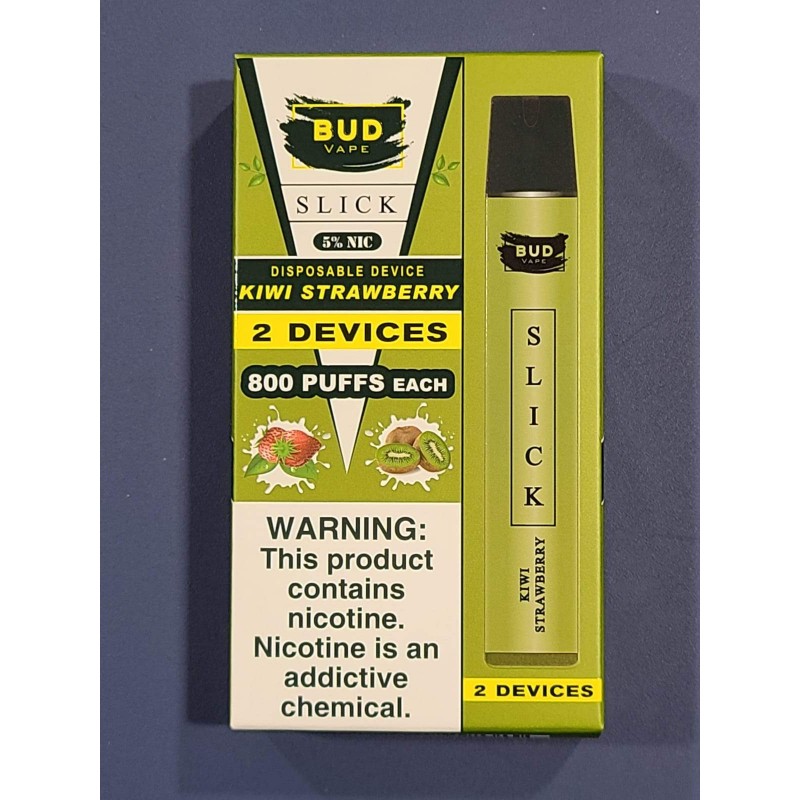 BUD
VAPE
SLICK
5% NIC
DISPOSABLE DEVICE
KIWI STRAWBERRY
2 DEVICES
800 PUFFS EACH
WARNING:
This product
contains
nicotine.
Nicotine is an
addictive
chemical.
BUD
VAPE
SLICK
KIWI
STRAWBERRY
2 DEVICES